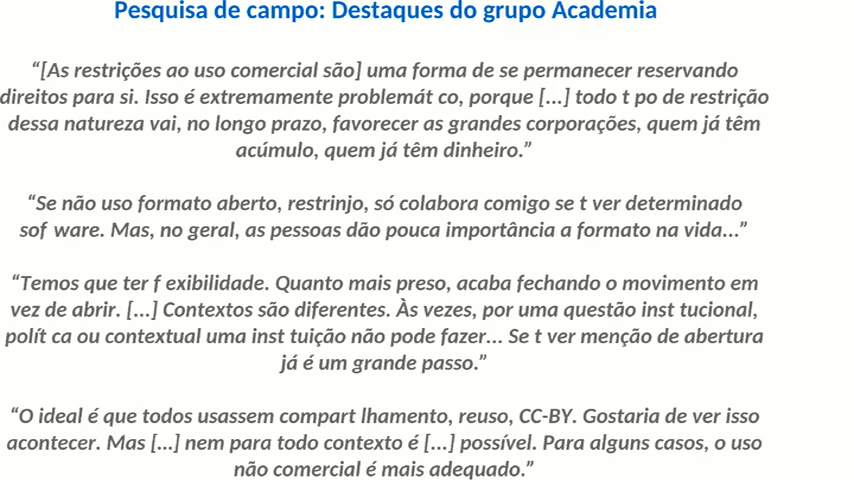 Pesquisa de campo: Destaques do grupo Academia
“[As restrições ao uso comercial são] uma forma de se permanecer reservando
direitos para si. Isso é extremamente problemát co, porque [...] todo t po de restrição
dessa natureza vai, no longo prazo, favorecer as grandes corporações, quem já têm
acúmulo, quem já têm dinheiro.”
“Se não uso formato aberto, restrinjo, só colabora comigo se t ver determinado
sof ware. Mas, no geral, as pessoas dão pouca importância a formato na vida...”
“Temos que ter f exibilidade. Quanto mais preso, acaba fechando o movimento em
vez de abrir. [...] Contextos são diferentes. Às vezes, por uma questão inst tucional,
polít ca ou contextual uma inst tuição não pode fazer... Se t ver menção de abertura
já é um grande passo.”
“O ideal é que todos usassem compart lhamento, reuso, CC-BY. Gostaria de ver isso
acontecer. Mas [...] nem para todo contexto é [...] possível. Para alguns casos, o uso
não comercial é mais adequado.”